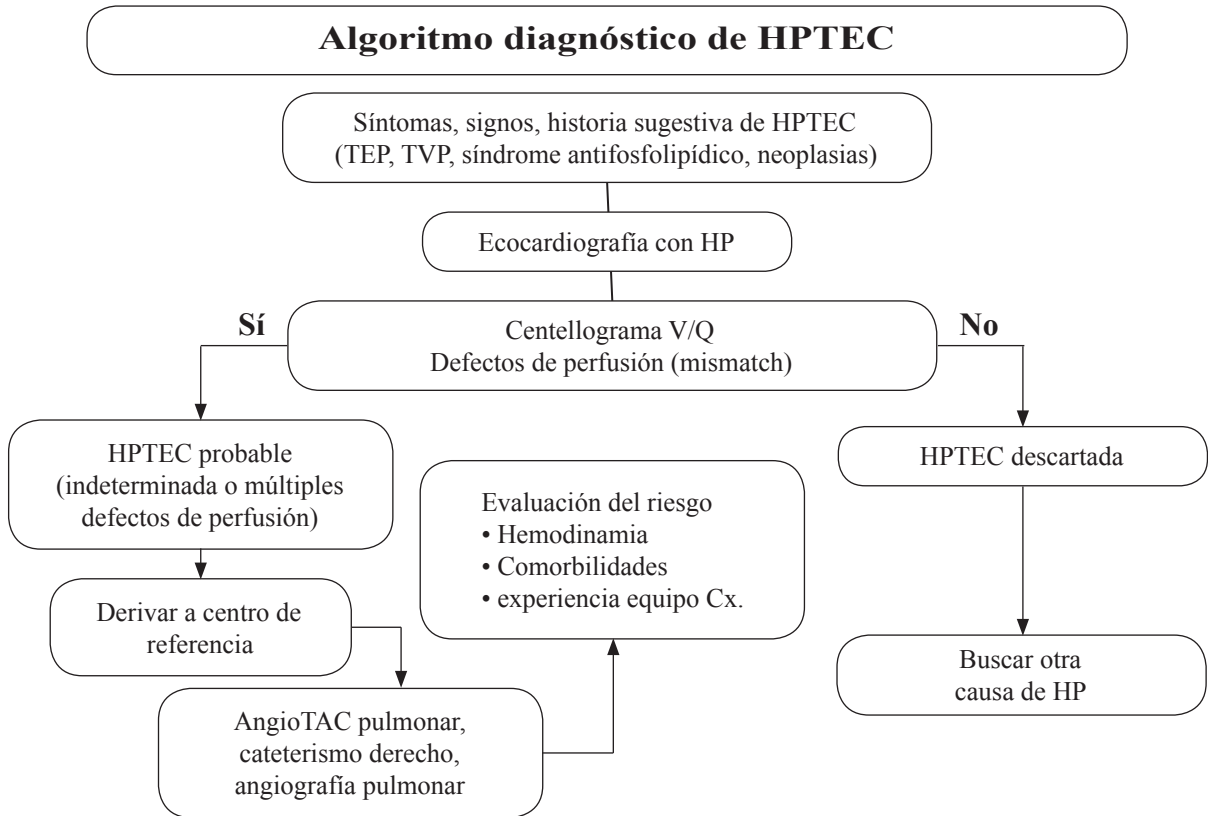 Algoritmo diagnóstico de HPTEC
Síntomas, signos, historia sugestiva de HPTEC
(TEP, TVP, síndrome antifosfolipídico, neoplasias)
Ecocardiografía con HP
Sí
Centellograma V/Q
Defectos de perfusión (mismatch)
No
HPTEC probable
(indeterminada o múltiples
defectos de perfusión)
Derivar a centro de
referencia
AngioTAC pulmonar,
cateterismo derecho,
angiografía pulmonar
Evaluación del riesgo
• Hemodinamia
• Comorbilidades
• experiencia equipo Cx.
HPTEC descartada
Buscar otra
causa de HP